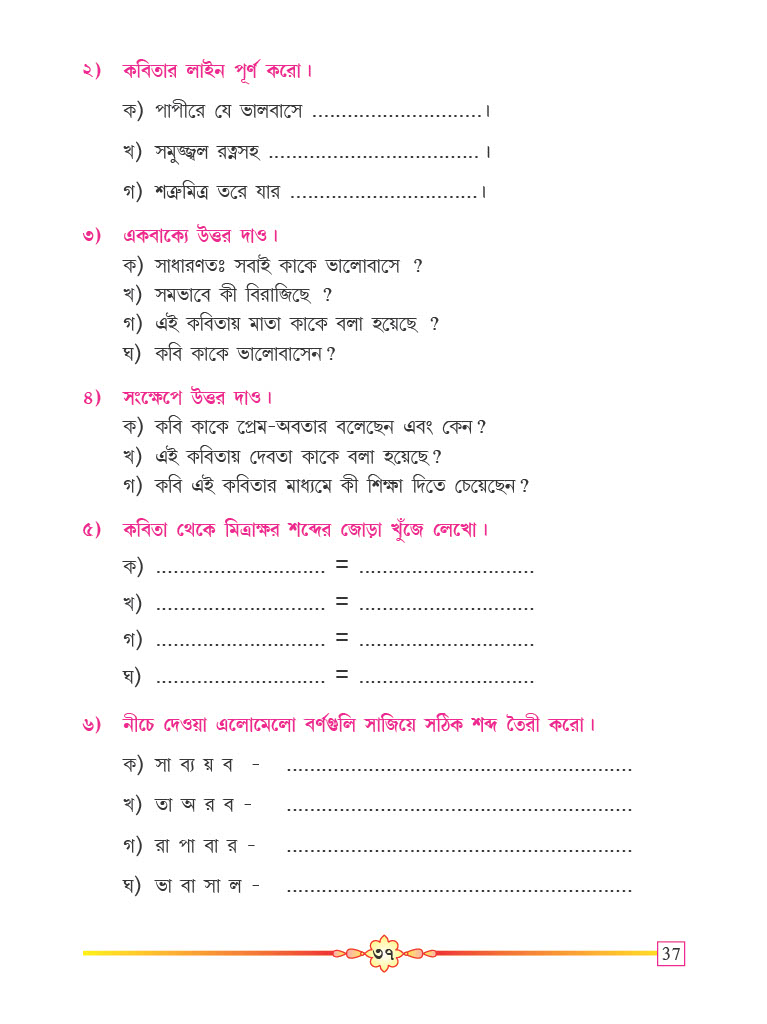 ২) কবিতার লাইন পূর্ণ করো।
ক) পাপীরে যে ভালবাসে .............................।
খ) সমুজ্জ্বল রত্নসহ .................................... ।
গ) শত্রুমিত্র তরে যার ................................।
৩) একবাক্যে উত্তর দাও।
ক) সাধারণতঃ সবাই কাকে ভালোবাসে ?
খ) সমভাবে কী বিরাজিছে ?
গ) এই কবিতায় মাতা কাকে বলা হয়েছে ?
ঘ) কবি কাকে ভালোবাসেন ?
৪) সংক্ষেপে উত্তর দাও।
ক) কবি কাকে প্রেম-অবতার বলেছেন এবং কেন ?
খ) এই কবিতায় দেবতা কাকে বলা হয়েছে ?
গ) কবি এই কবিতার মাধ্যমে কী শিক্ষা দিতে চেয়েছেন ?
৫) কবিতা থেকে মিত্রাক্ষর শব্দের জোড়া খুঁজে লেখো।
ক) ............................. = ..............................
খ) ............................. = ..............................
গ) ............................. = ..............................
ঘ) ............................. = ..............................
৬) নীচে দেওয়া এলোমেলো বর্ণগুলি সাজিয়ে সঠিক শব্দ তৈরী করো।
ক) সা ব্য য় ব - ...........................................................
খ) তা অ র ব - ...........................................................
গ) রা পা বা র - ...........................................................
ঘ) ভা বা সা ল - ...........................................................
৩৭ 37